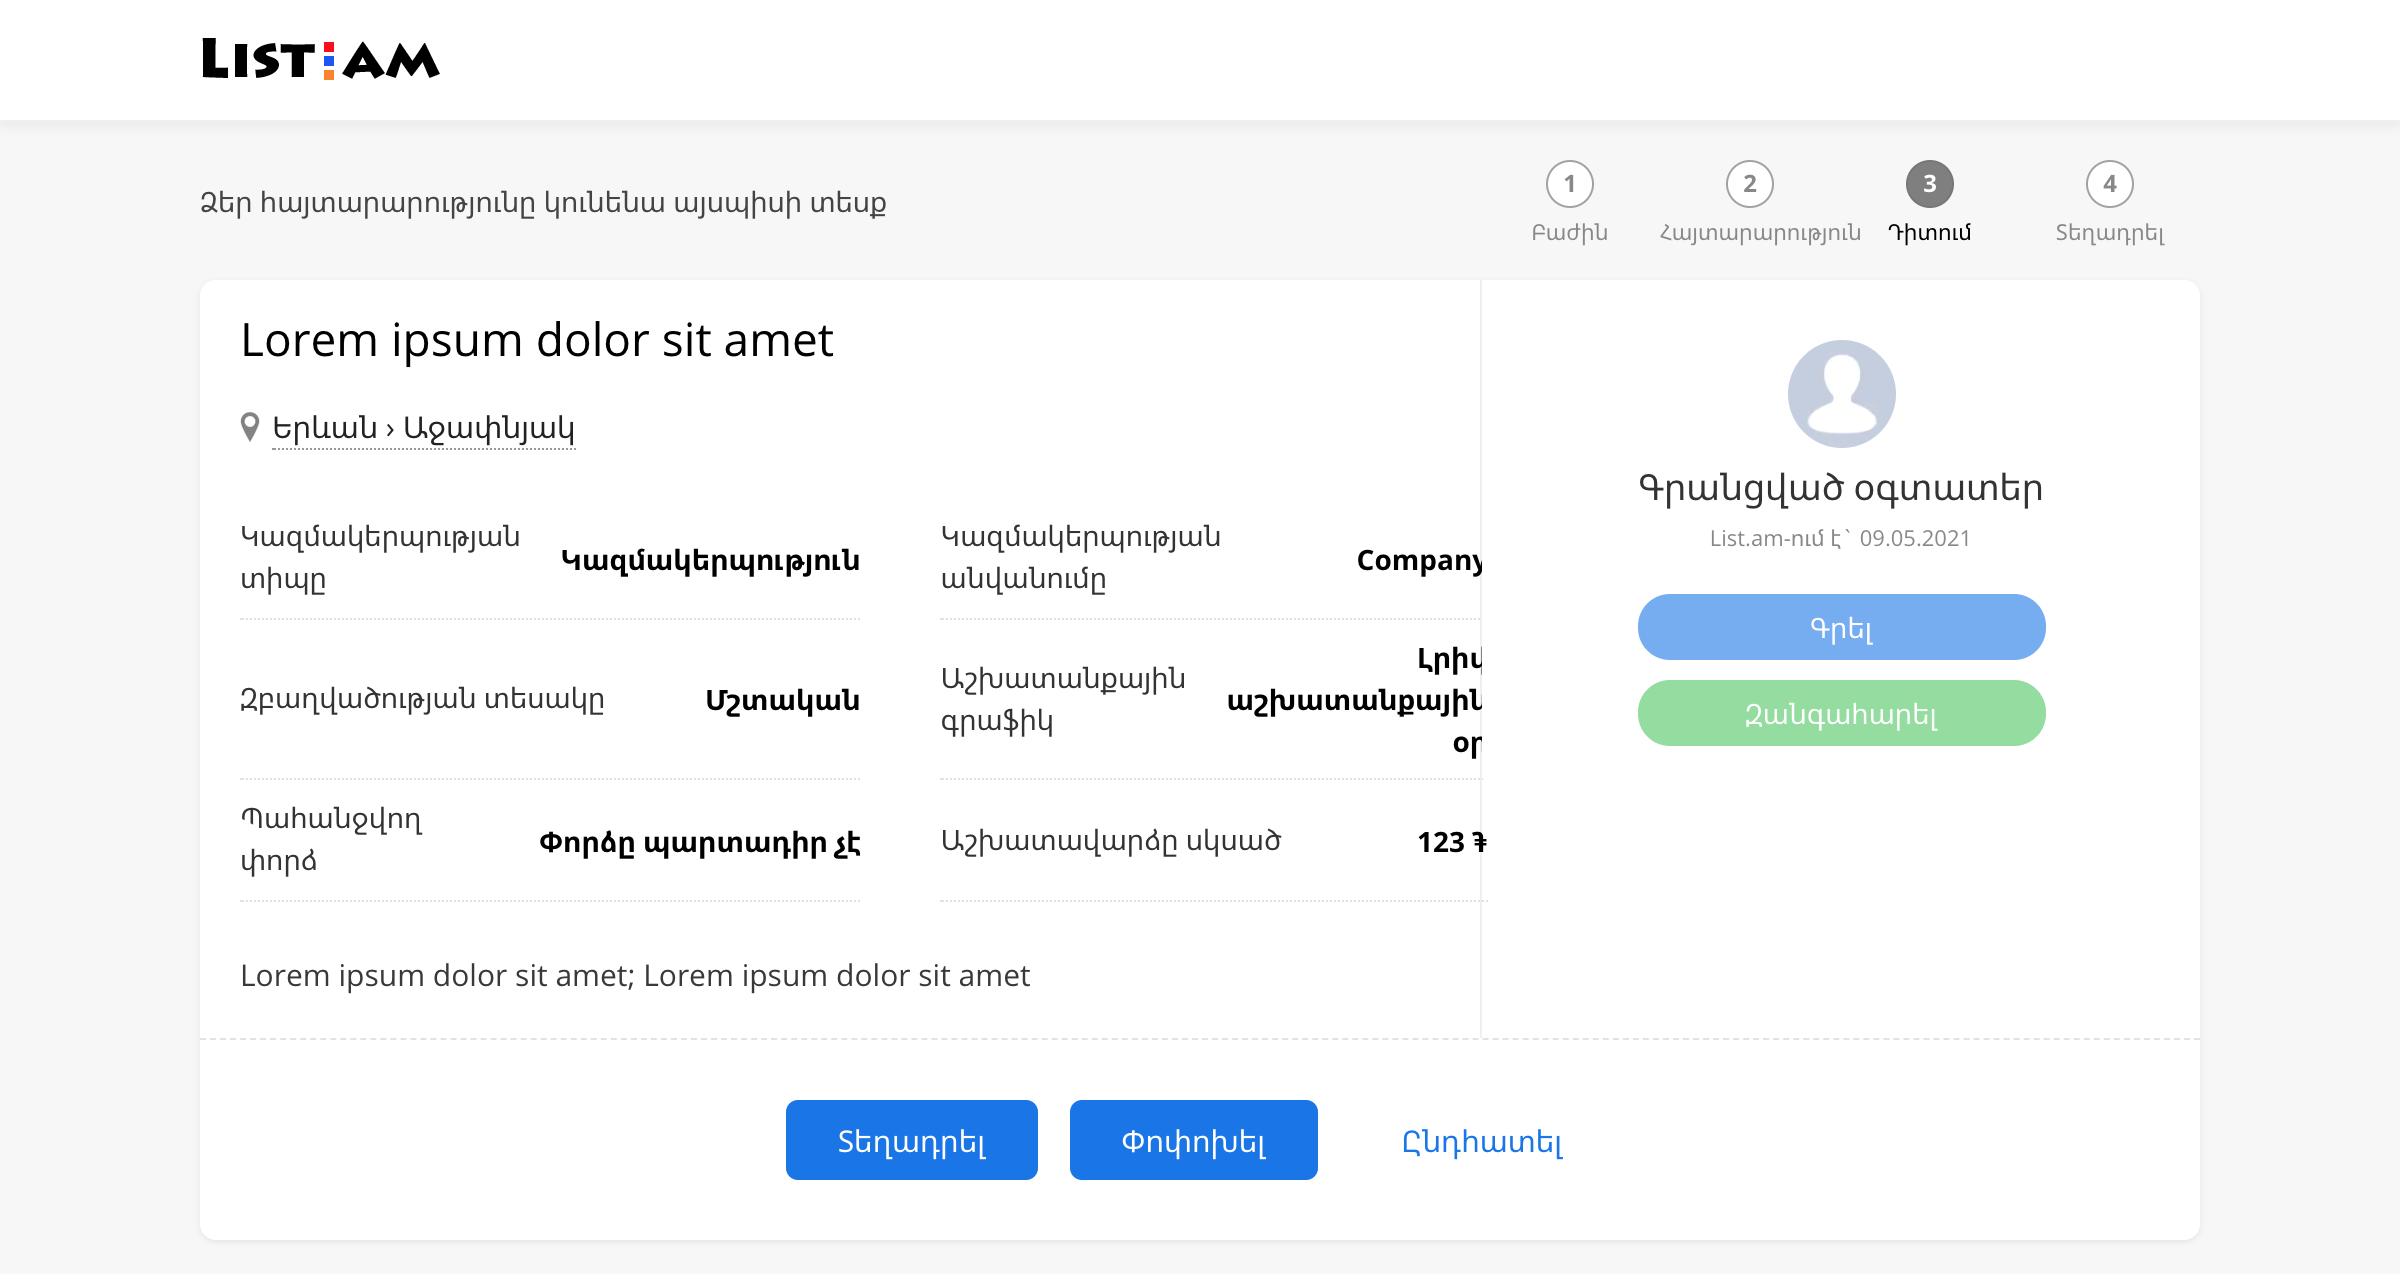 LIST.AM
Ձեր հայտարարությունը կունենա այսպիսի տեսք
1
2
3
4
Բաժին
Հայտարարություն
Դիտում
Տեղադրել
Lorem ipsum dolor sit amet
Երևան › Աջափնյակ
Կազմակերպության
տիպը
Կազմակերպություն
Կազմակերպության
անվանումը
Company
Զբաղվածության տեսակը
Մշտական
Աշխատանքային
գրաֆիկ
Լրիվ
աշխատանքային
օր
Պահանջվող
փորձ
Փորձը պարտադիր չէ
Աշխատավարձը սկսած
123 ֏
Lorem ipsum dolor sit amet; Lorem ipsum dolor sit amet
Գրանցված օգտատեր
List.am-ում է` 09.05.2021
Գրել
Զանգահարել
Տեղադրել
Փոփոխել
Ընդհատել